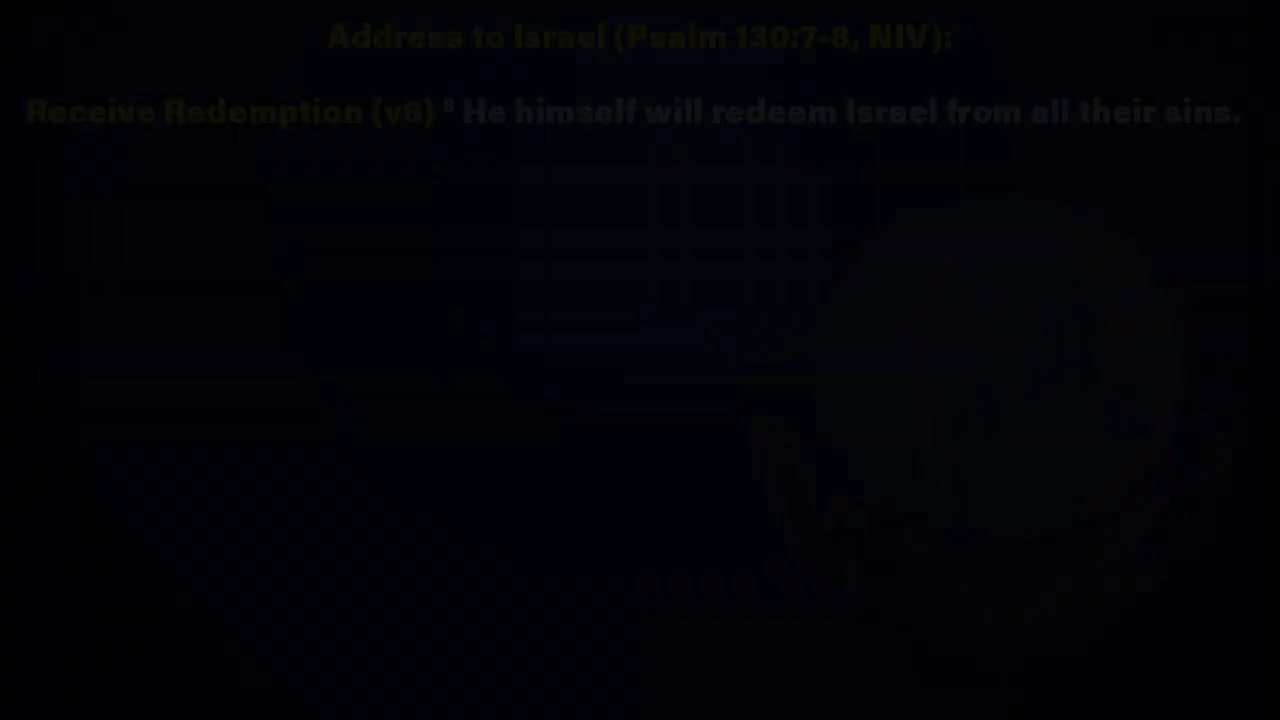 Address to Israel (Psalm 130:7-8, NIV):
Receive Redemption (v8) ⁸ He himself will redeem Israel from all their sins.